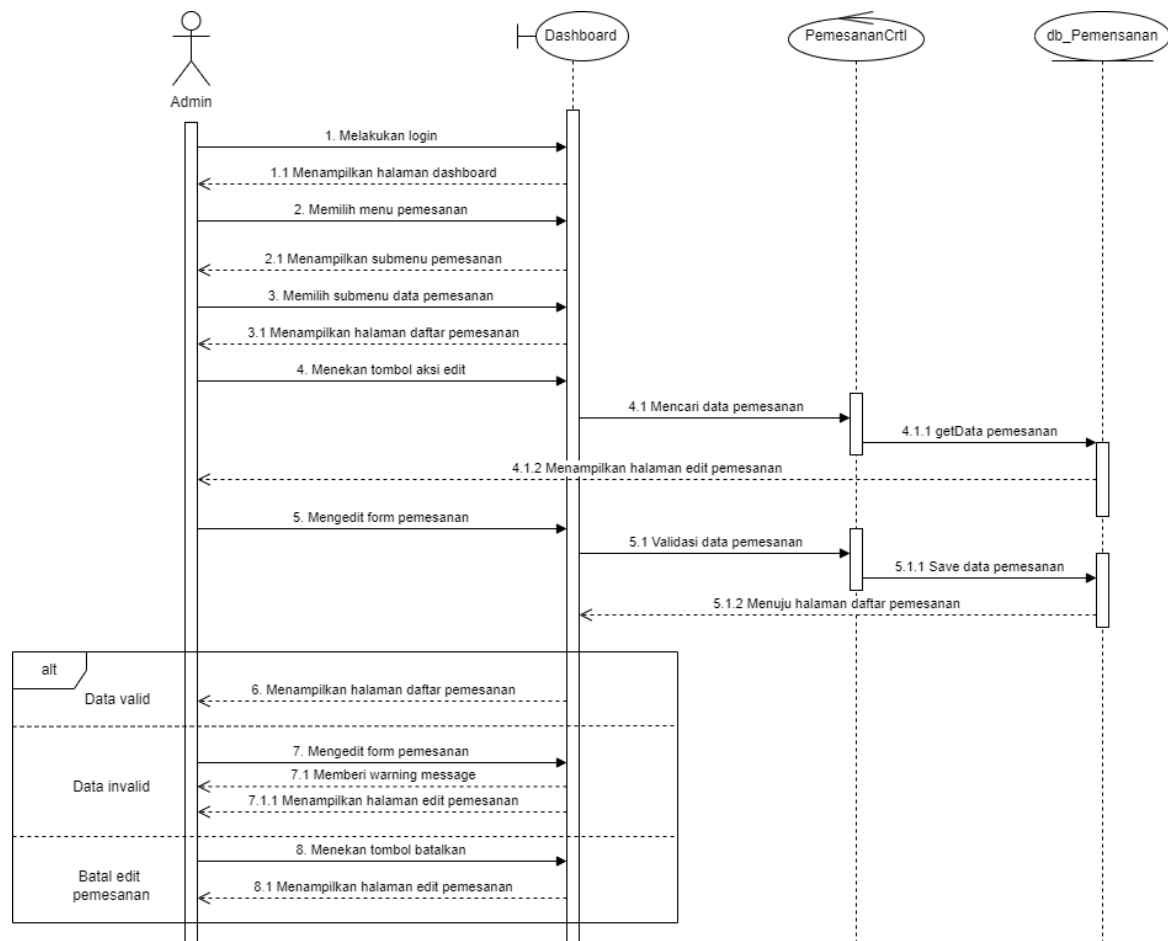 Dashboard
PemesananCrtl
db_Pemensanan
Admin
1. Melakukan login
1.1 Menampilkan halaman dashboard
2. Memilih menu pemesanan
2.1 Menampilkan submenu pemesanan
3. Memilih submenu data pemesanan
3.1 Menampilkan halaman daftar pemesanan
4. Menekan tombol aksi edit
4.1 Mencari data pemesanan
4.1.1 getData pemesanan
4.1.2 Menampilkan halaman edit pemesanan
5. Mengedit form pemesanan
5.1 Validasi data pemesanan
5.1.1 Save data pemesanan
5.1.2 Menuju halaman daftar pemesanan
alt
Data valid
6. Menampilkan halaman daftar pemesanan
7. Mengedit form pemesanan
7.1 Memberi warning message
Data invalid
7.1.1 Menampilkan halaman edit pemesanan
8. Menekan tombol batalkan
Batal edit
pemesanan
8.1 Menampilkan halaman edit pemesanan